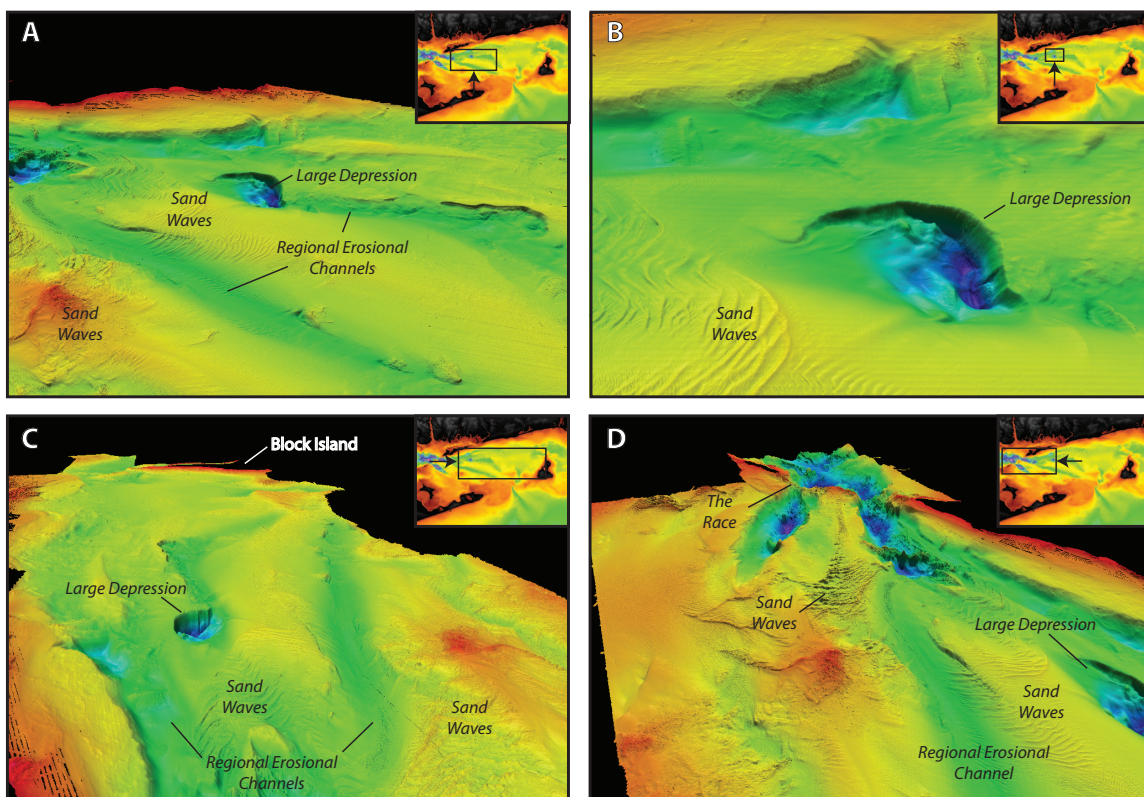 A
Large Depression
Sand
Waves
Regional Erosional
Channels
Sand
Waves
B
Large Depression
Sand
Waves
C
Block Island
Large Depression
Sand
Waves
Sand
Waves
Regional Erosional
Channels
D
The
Race
Sand
Waves
Large Depression
Sand
Waves
Regional Erosional
Channel